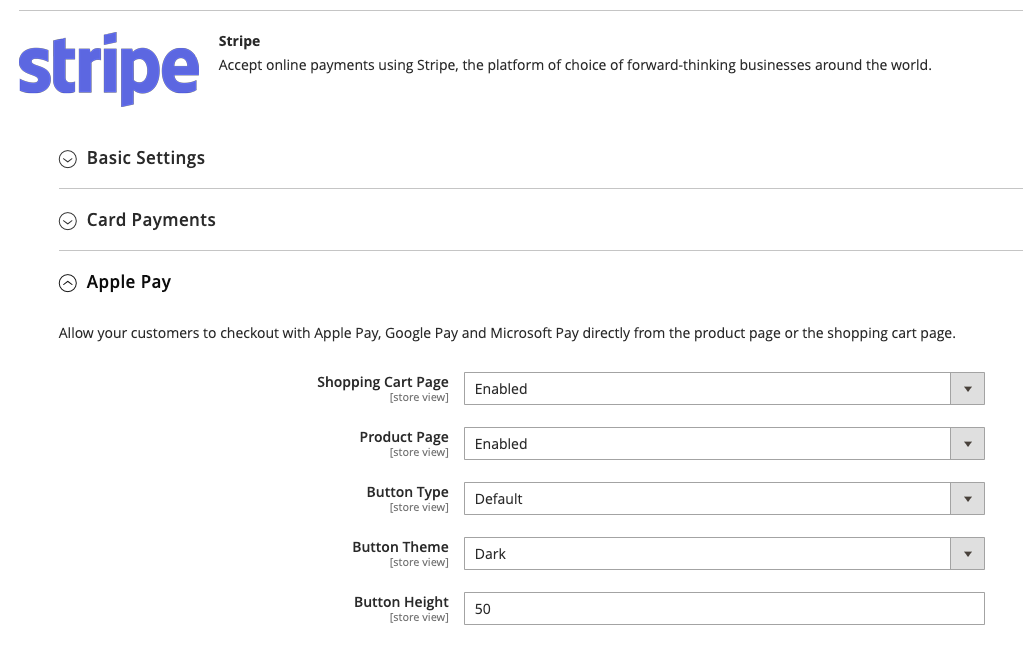 stripe
Stripe
Accept online payments using Stripe, the platform of choice of forward-thinking businesses around the world.
Basic Settings
Card Payments
Apple Pay
Allow your customers to checkout with Apple Pay, Google Pay and Microsoft Pay directly from the product page or the shopping cart page.
Shopping Cart Page
[store view]
Enabled
Product Page
[store view]
Enabled
Button Type
[store view]
Default
Button Theme
[store view]
Dark
Button Height
[store view]
50